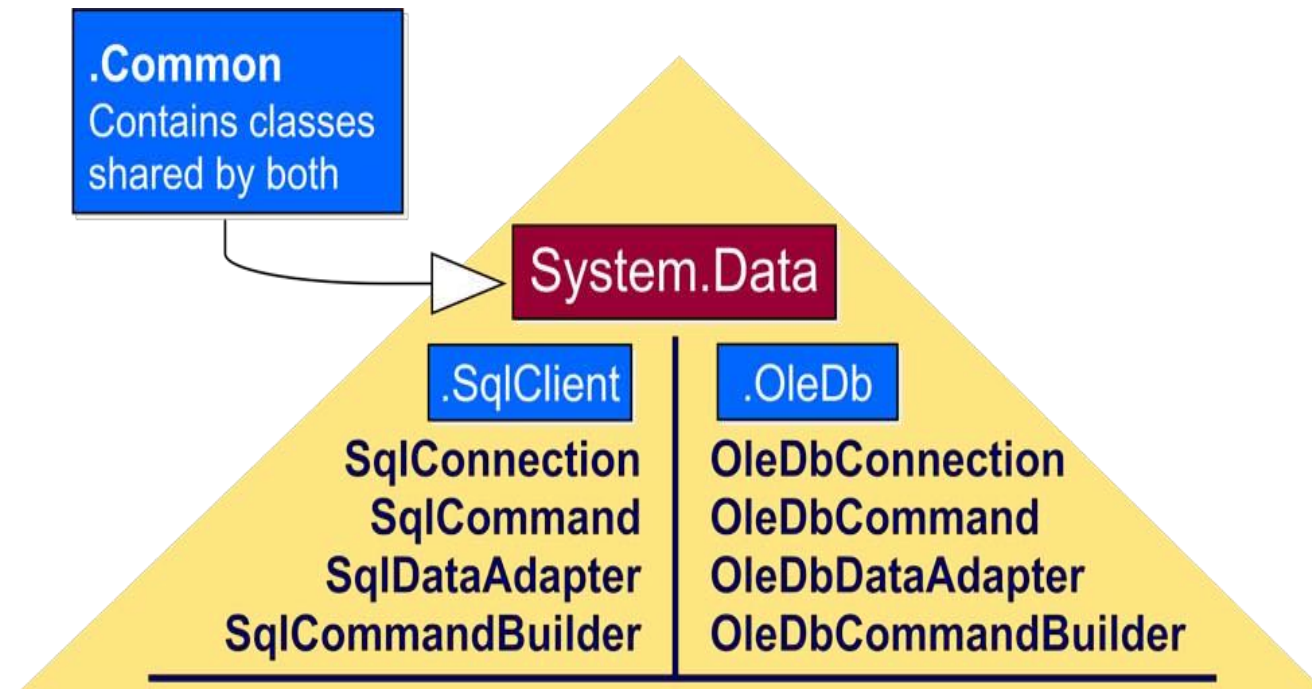 .Common
Contains classes
shared by both
System.Data
.SqlClient
SqlConnection
SqlCommand
SqlDataAdapter
SqlCommandBuilder
.OleDb
OleDbConnection
OleDbCommand
OleDbDataAdapter
OleDbCommandBuilder